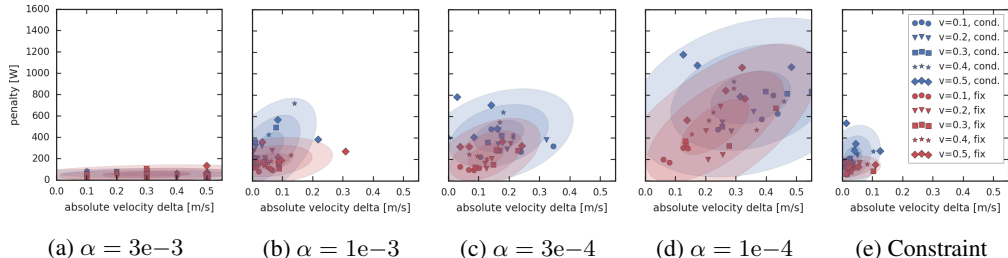 1600
1400
1200
1000
800
600
400
200
0
penalty [W]
0.0 0.1 0.2 0.3 0.4 0.5
absolute velocity delta [m/s]
0.0 0.1 0.2 0.3 0.4 0.5
absolute velocity delta [m/s]
0.0 0.1 0.2 0.3 0.4 0.5
absolute velocity delta [m/s]
0.0 0.1 0.2 0.3 0.4 0.5
absolute velocity delta [m/s]
0.0 0.1 0.2 0.3 0.4 0.5
absolute velocity delta [m/s]
v=0.1, cond.
v=0.2, cond.
v=0.3, cond.
v=0.4, cond.
v=0.5, cond.
v=0.1, fix
v=0.2, fix
v=0.3, fix
v=0.4, fix
v=0.5, fix
(a) α = 3e−3
(b) α = 1e−3
(c) α = 3e−4
(d) α = 1e−4
(e) Constraint